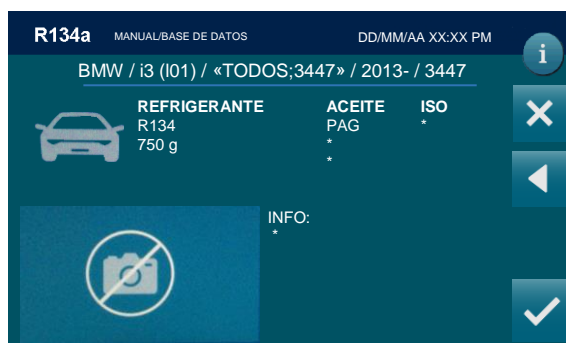 R134a MANUAL/BASE DE DATOS DD/MM/AA XX:XX PM
i
BMW / i3 (I01) / «TODOS;3447» / 2013- / 3447
REFRIGERANTE ACEITE ISO
R134 PAG *
750 g *
*
INFO:
*